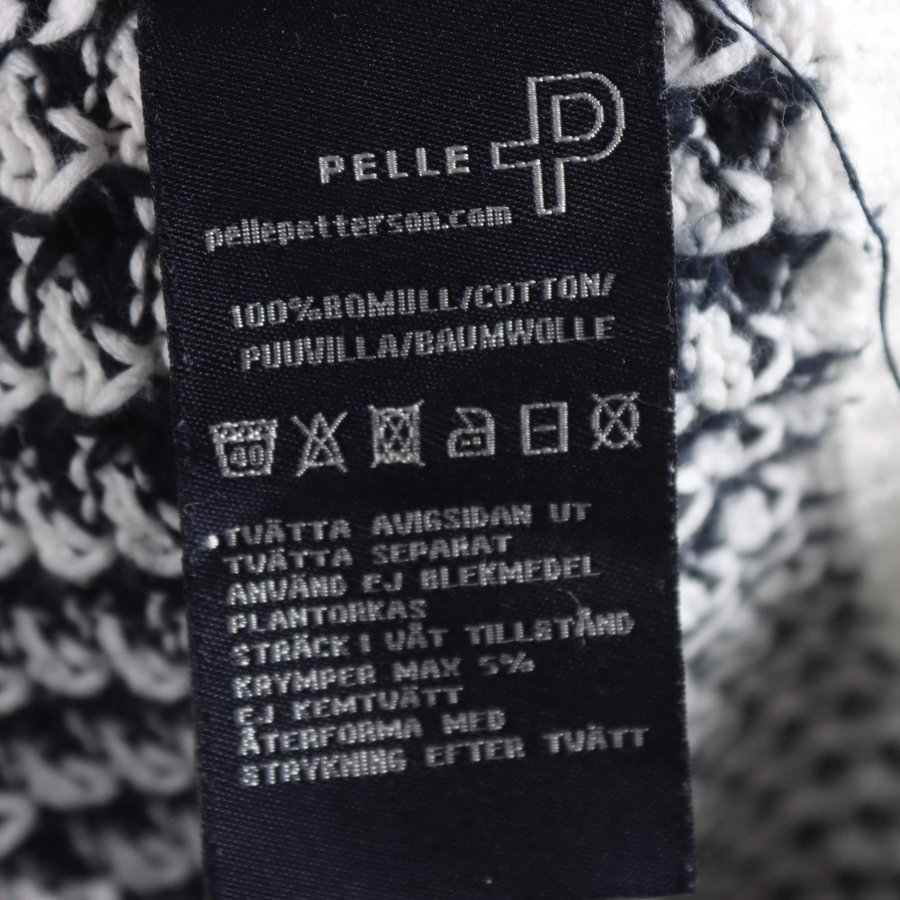 PELLE P
pellepetterson.com
100%BOMULL/COTTON/
PUUVILLA/BAUMWOLLE
40
TVÄTTA AVIGSIDAN UT
TVÄTTA SEPARAT
ANVÄND EJ BLEKMEDEL
PLANTORKAS
STRÄCK I VÅT TILLSTÅND
KRYMPER MAX 5%
EJ KEMTVÄTT
ÅTERFORMA MED
STRYKNING EFTER TVÄTT